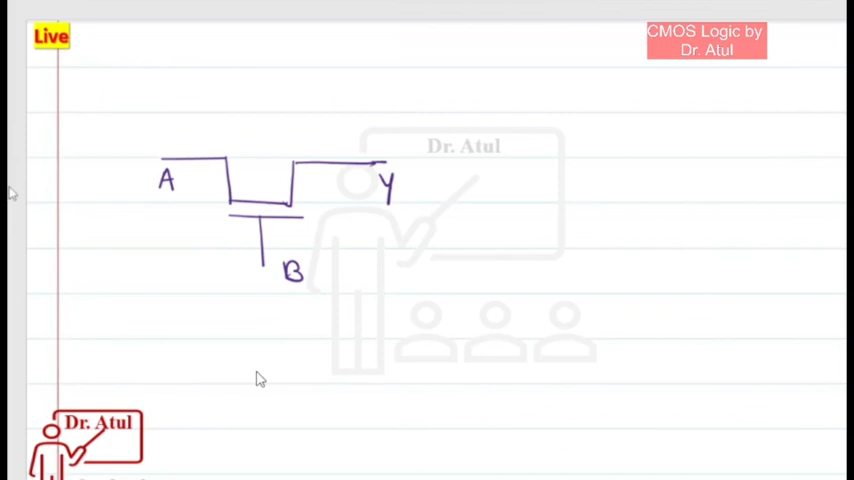 Live
CMOS Logic by
Dr. Atul
Dr. Atul
A
Y
B
Dr. Atul